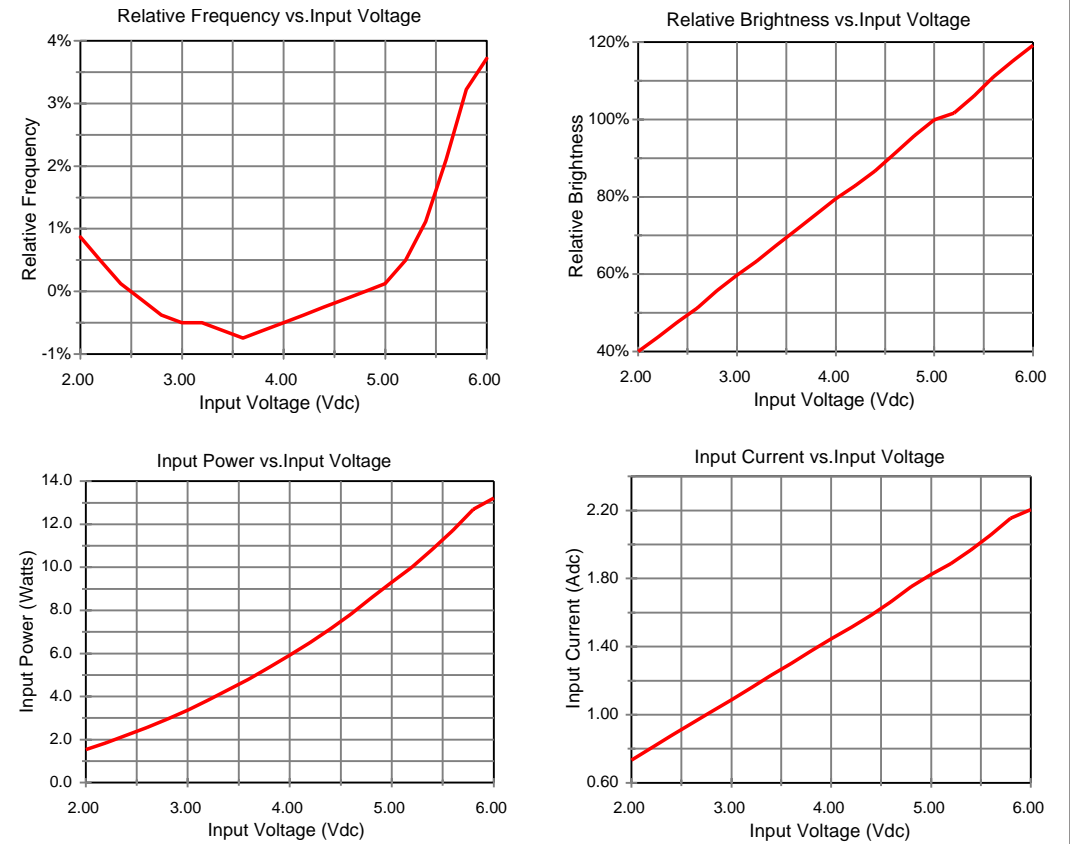 Relative Frequency vs.Input Voltage
4%
3%
2%
1%
0%
-1%
Relative Frequency
2.00 3.00 4.00 5.00 6.00
Input Voltage (Vdc)
Relative Brightness vs.Input Voltage
120%
100%
80%
60%
40%
Relative Brightness
2.00 3.00 4.00 5.00 6.00
Input Voltage (Vdc)
Input Power vs.Input Voltage
14.0
12.0
10.0
8.0
6.0
4.0
2.0
0.0
Input Power (Watts)
2.00 3.00 4.00 5.00 6.00
Input Voltage (Vdc)
Input Current vs.Input Voltage
2.20
1.80
1.40
1.00
0.60
Input Current (Adc)
2.00 3.00 4.00 5.00 6.00
Input Voltage (Vdc)